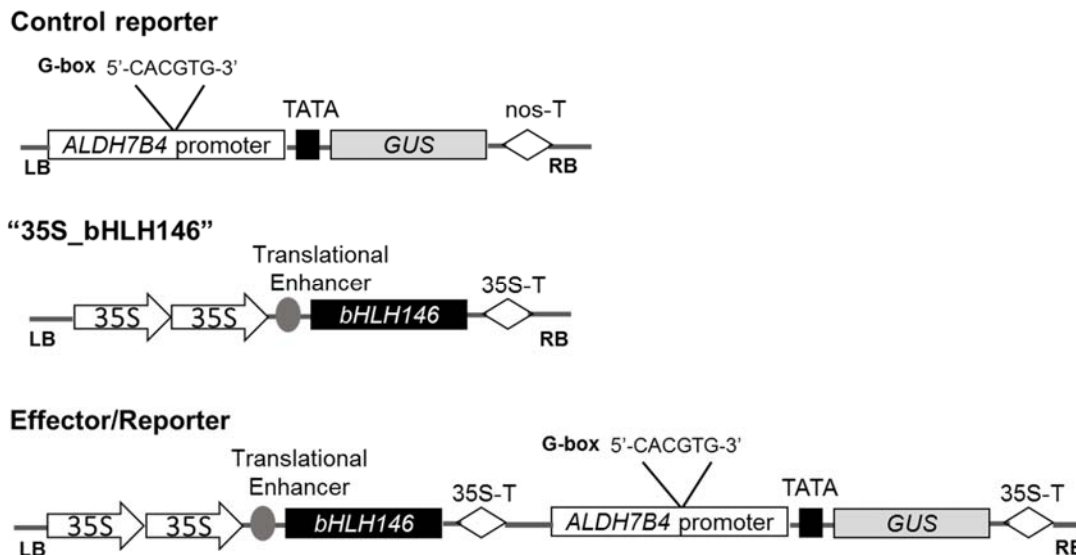 Control reporter
G-box 5'-CACGTG-3'
TATA
nos-T
ALDH7B4 promoter
GUS
LB
RB
“35S_bHLH146”
Translational
Enhancer
35S-T
35S
35S
bHLH146
LB
RB
Effector/Reporter
G-box 5'-CACGTG-3'
Translational
Enhancer
35S-T
TATA
35S-T
35S
35S
bHLH146
ALDH7B4 promoter
GUS
LB
RB